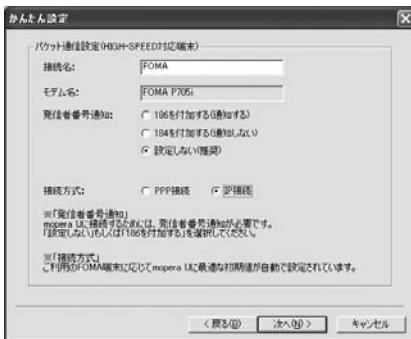 かんたん設定
パケット通信設定(HIGH-SPEED対応端末)
接続名: FOMA
モデム名: FOMA P705i
発信者番号通知: 186を付加する(通知する)
184を付加する(通知しない)
設定しない(推奨)
接続方式: PPP接続 IP接続
※「発信者番号通知」
mopera Uに接続するためには、発信者番号通知が必要です。
「設定しない」もしくは「186を付加する」を選択してください。
※「接続方式」
ご利用のFOMA端末に応じてmopera Uに最適な初期値が自動で設定されています。
< 戻る(B) 次へ(N) > キャンセル